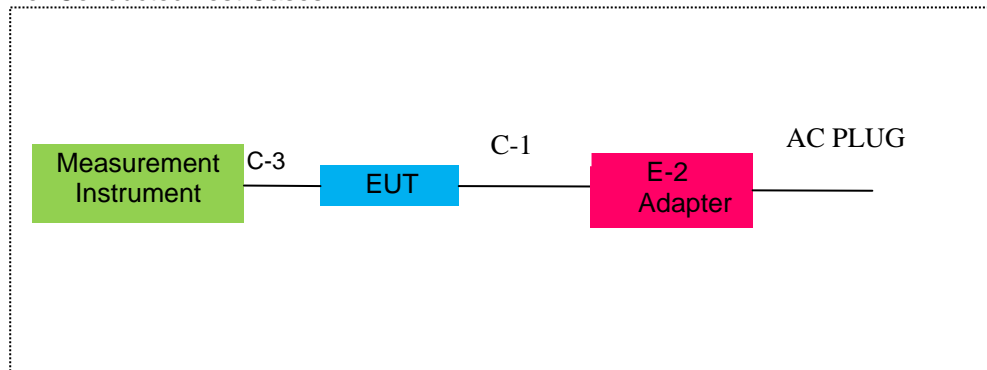 Measurement
Instrument
C-3
EUT
C-1
E-2
Adapter
AC PLUG